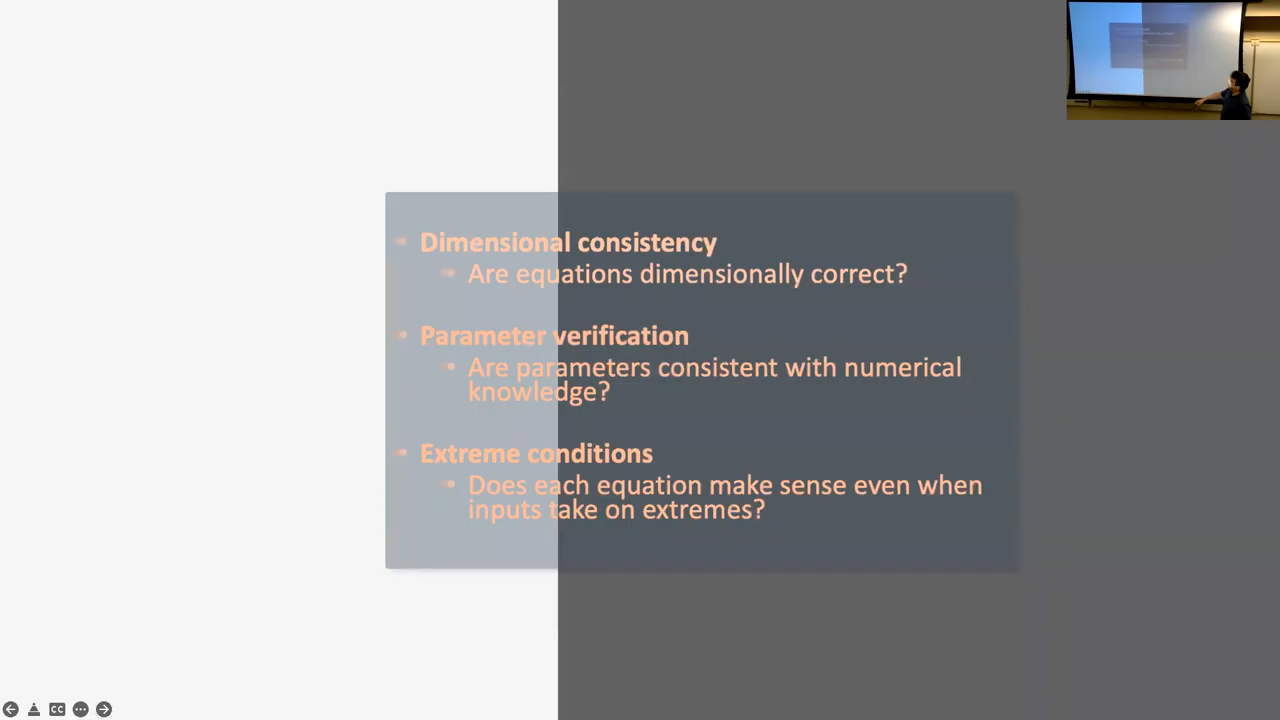 Dimensional consistency
Are equations dimensionally correct?
Parameter verification
Are parameters consistent with numerical
knowledge?
Extreme conditions
Does each equation make sense even when
inputs take on extremes?
CC